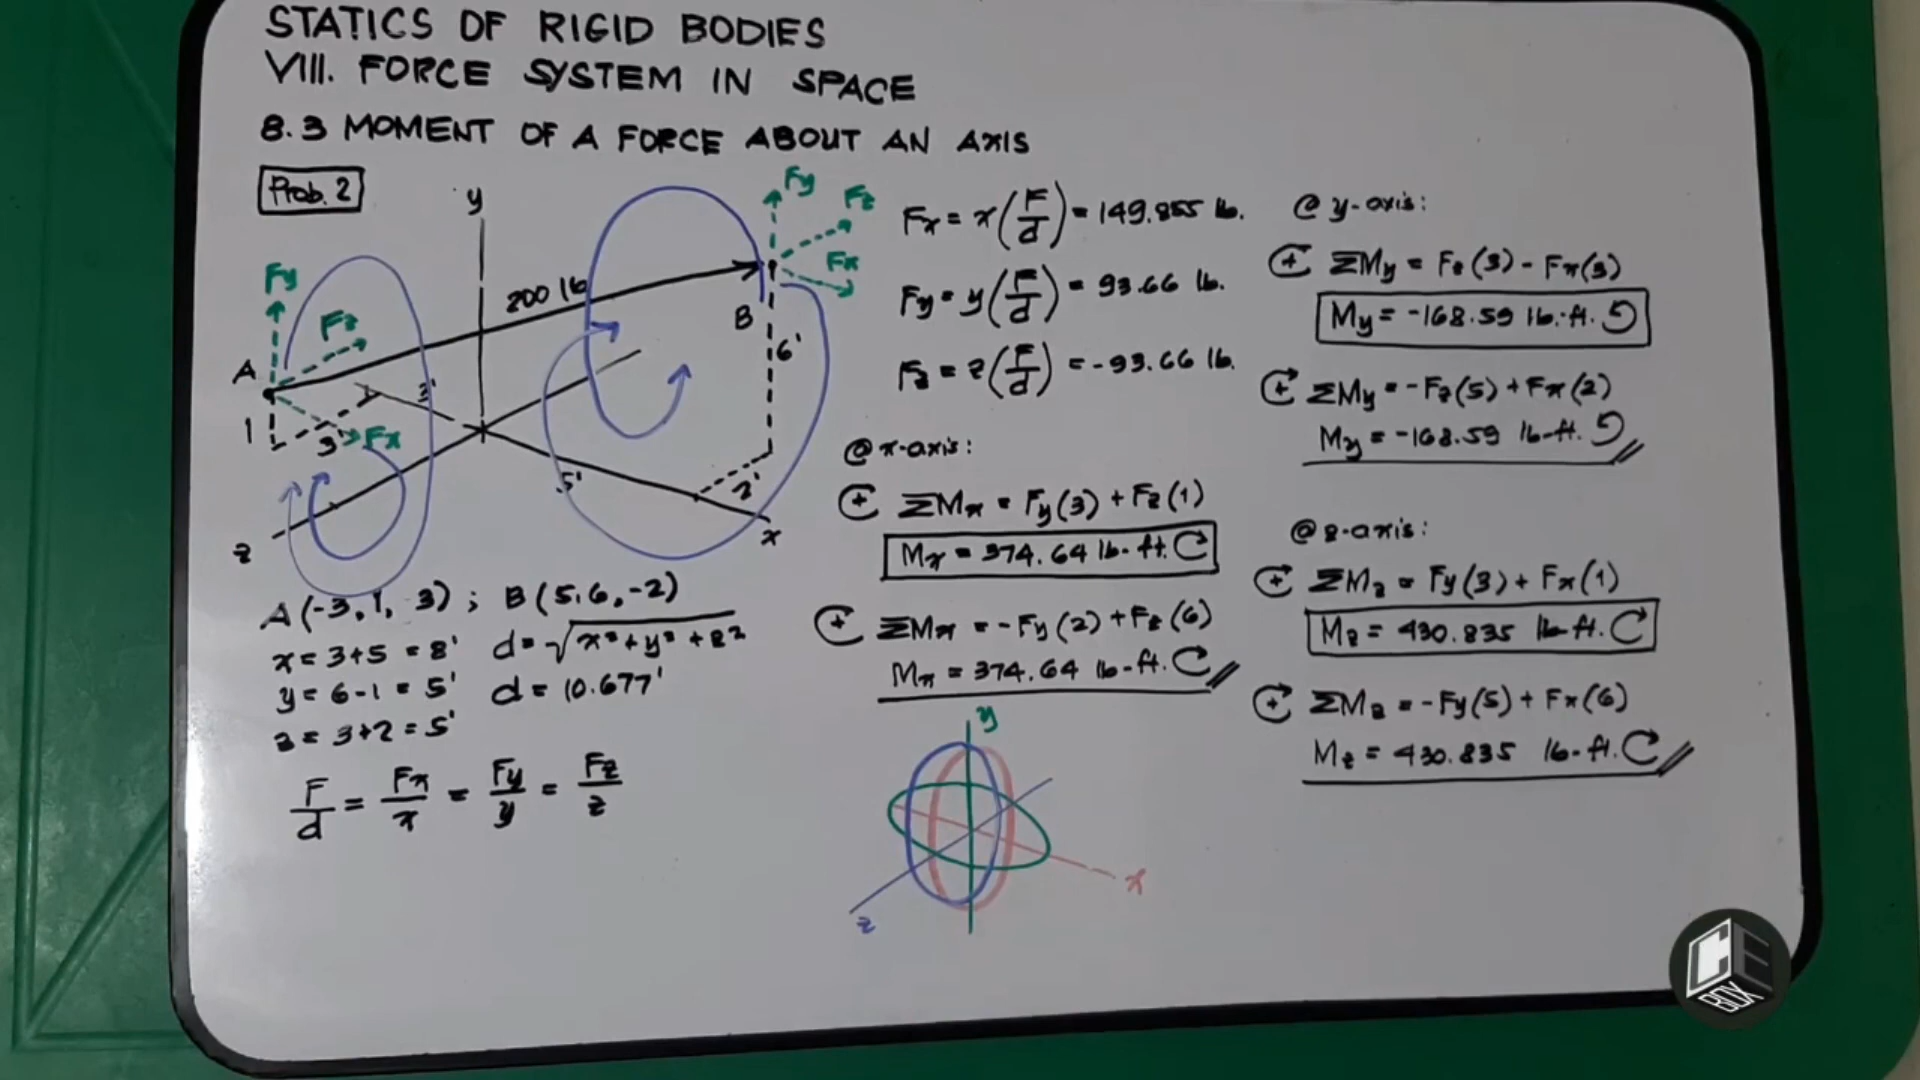 STATICS OF RIGID BODIES
VIII. FORCE SYSTEM IN SPACE
8.3 MOMENT OF A FORCE ABOUT AN AXIS
Prob. 2
y
Fy
Fz
Fx
200 lb
B
6'
2'
5'
x
Fy
Fz
Fx
A
1
3'
3'
z
A(-3, 1, 3) ; B(5, 6, -2)
x = 3+5 = 8'
d = √x²+y²+z²
y = 6-1 = 5'
d = 10.677'
z = 3+2 = 5'
F/d = Fx/x = Fy/y = Fz/z
Fx = x(F/d) = 149.855 lb.
Fy = y(F/d) = 93.66 lb.
Fz = z(F/d) = -93.66 lb.
@ x-axis:
+ ΣMx = Fy(3) + Fz(1)
Mx = 374.64 lb-ft.
+ ΣMx = -Fy(2) + Fz(6)
Mx = 374.64 lb-ft.
y
x
z
@ y-axis:
+ ΣMy = Fz(3) - Fx(3)
My = -168.59 lb.-ft.
+ ΣMy = -Fz(5) + Fx(2)
My = -168.59 lb-ft.
@ z-axis:
+ ΣMz = Fy(3) + Fx(1)
Mz = 430.835 lb-ft.
+ ΣMz = -Fy(5) + Fx(6)
Mz = 430.835 lb-ft.
CE
BOX